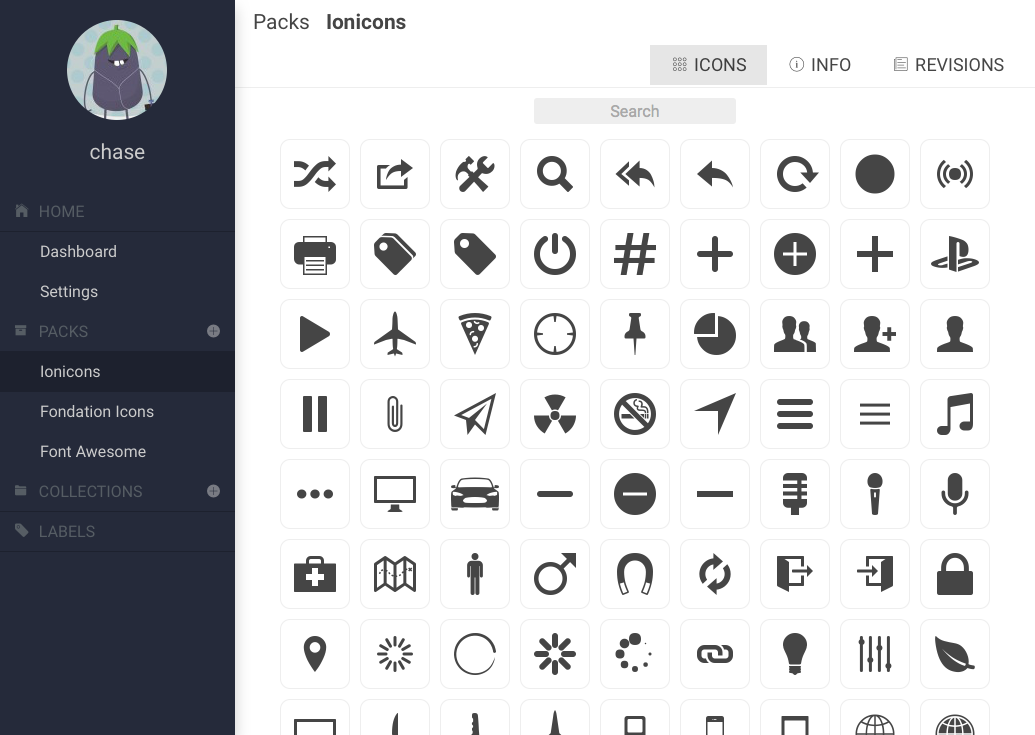 Packs Ionicons
ICONS INFO REVISIONS
Search
chase
HOME
Dashboard
Settings
PACKS
Ionicons
Fondation Icons
Font Awesome
COLLECTIONS
LABELS